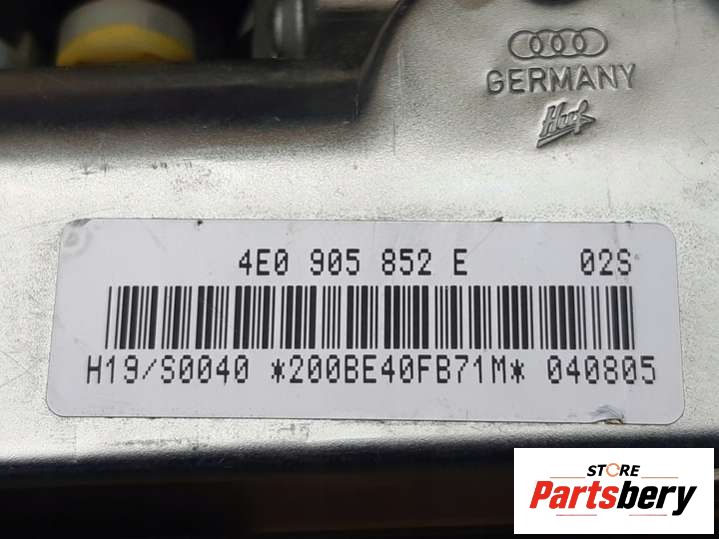 GERMANY
Huf
4E0 905 852 E 02S
H19/S0040 *200BE40FB71M* 040805
STORE
Partsbery